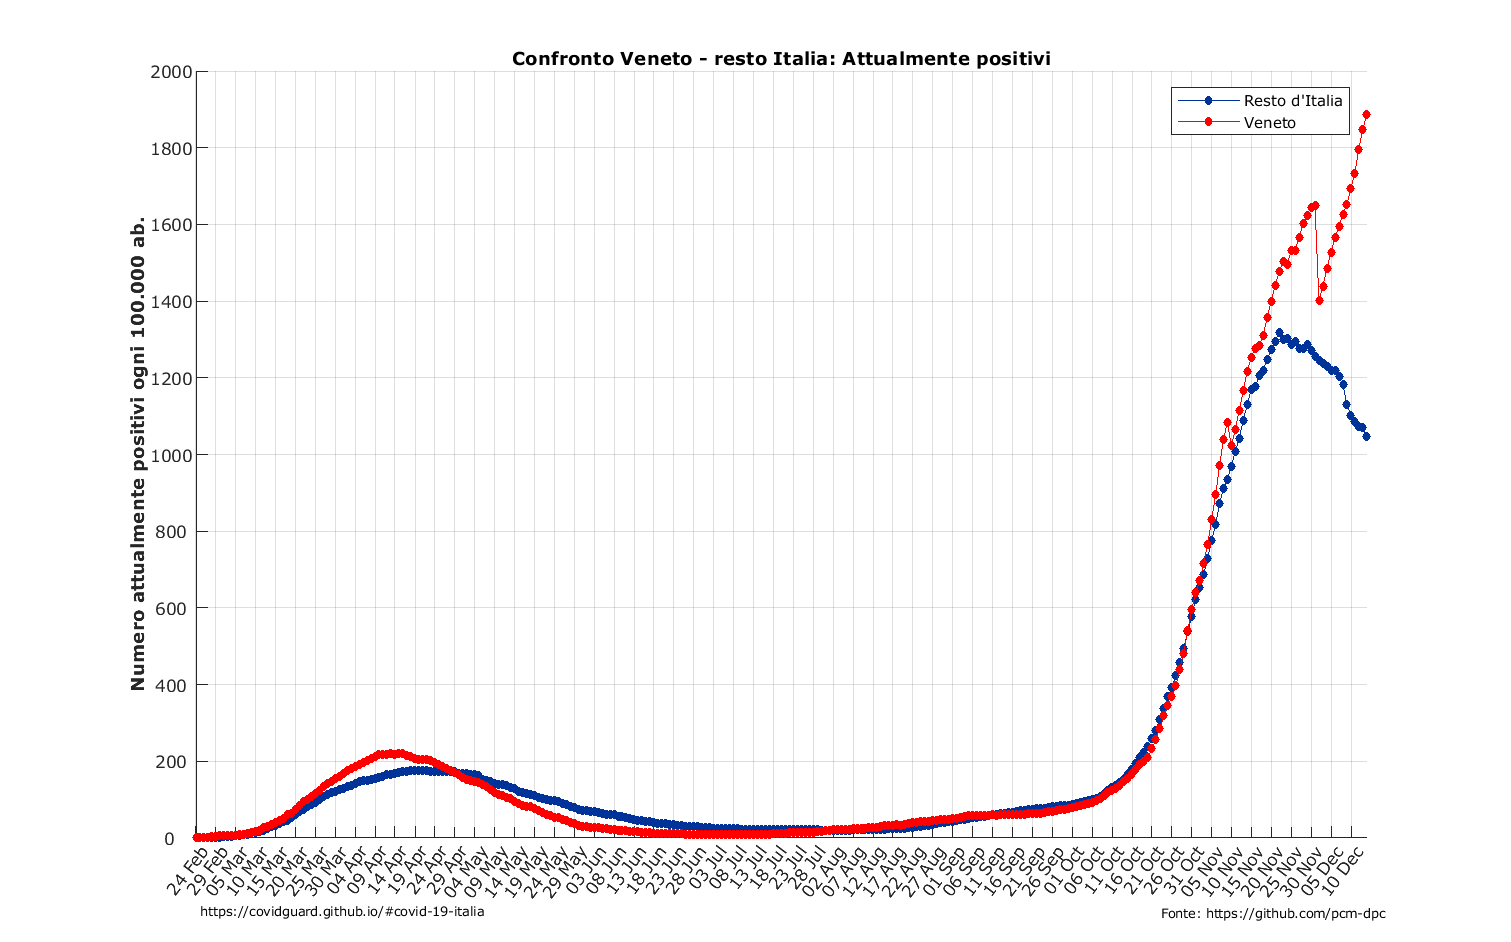 Confronto Veneto - resto Italia: Attualmente positivi
Resto d'Italia
Veneto
Numero attualmente positivi ogni 100.000 ab.
2000
1800
1600
1400
1200
1000
800
600
400
200
0
24 Feb
29 Feb
05 Mar
10 Mar
15 Mar
20 Mar
25 Mar
30 Mar
04 Apr
09 Apr
14 Apr
19 Apr
24 Apr
29 Apr
04 May
09 May
14 May
19 May
24 May
29 May
03 Jun
08 Jun
13 Jun
18 Jun
23 Jun
28 Jun
03 Jul
08 Jul
13 Jul
18 Jul
23 Jul
28 Jul
02 Aug
07 Aug
12 Aug
17 Aug
22 Aug
27 Aug
01 Sep
06 Sep
11 Sep
16 Sep
21 Sep
26 Sep
01 Oct
06 Oct
11 Oct
16 Oct
21 Oct
26 Oct
31 Oct
05 Nov
10 Nov
15 Nov
20 Nov
25 Nov
30 Nov
05 Dec
10 Dec
https://covidguard.github.io/#covid-19-italia
Fonte: https://github.com/pcm-dpc